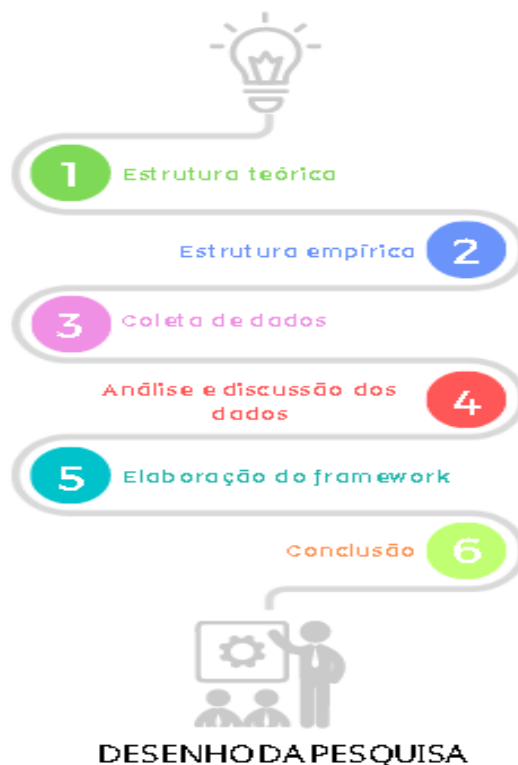 1 Estrutura teórica
Estrutura empírica 2
3 Coleta de dados
Análise e discussão dos
dados 4
5 Elaboração do framework
Conclusão 6
DESENHO DA PESQUISA